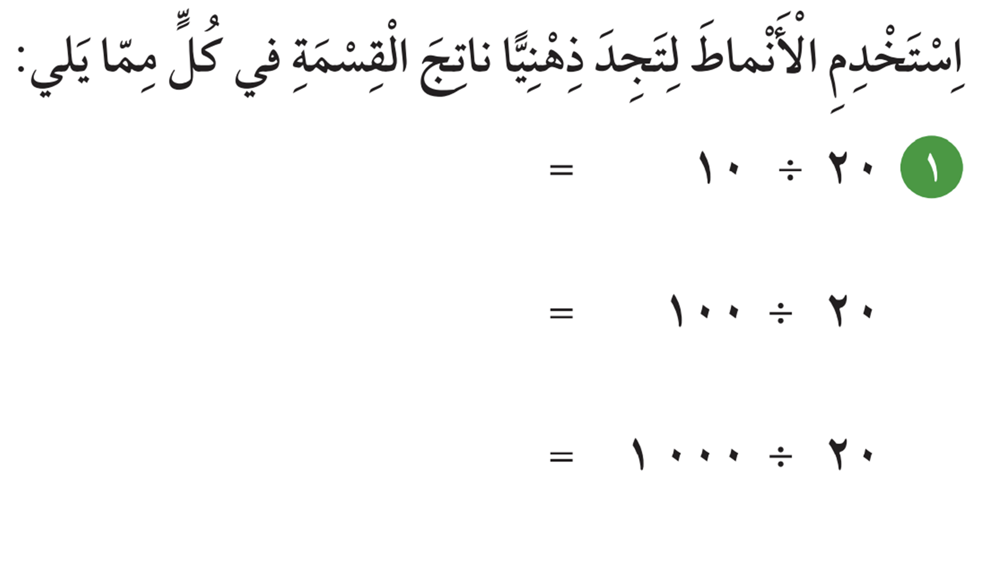 اِسْتَخْدِمِ الْأَنْماطَ لِتَجِدَ ذِهْنِيًّا ناتِجَ الْقِسْمَةِ في كُلٍّ مِمّا يَلي:
١ ٢٠ ÷ ١٠ =
٢٠ ÷ ١٠٠ =
٢٠ ÷ ١٠٠٠ =